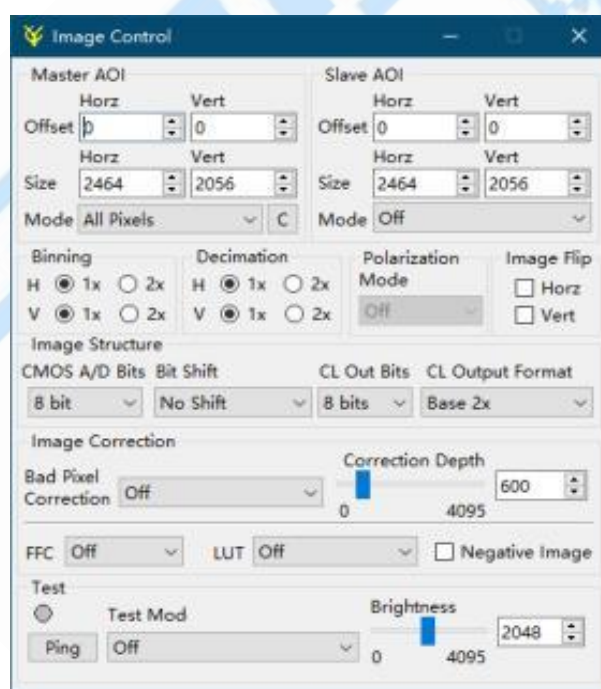 Image Control
Master AOI Slave AOI
Horz Vert Horz Vert
Offset 0 0 Offset 0 0
Horz Vert Horz Vert
Size 2464 2056 Size 2464 2056
Mode All Pixels C Mode Off
Binning Decimation Polarization Image Flip
H 1x 2x H 1x 2x Mode Horz
V 1x 2x V 1x 2x Off Vert
Image Structure
CMOS A/D Bits Bit Shift CL Out Bits CL Output Format
8 bit No Shift 8 bits Base 2x
Image Correction
Correction Depth
Bad Pixel
Correction Off 600
0 4095
FFC Off LUT Off Negative Image
Test
Test Mod Brightness
Ping Off 2048
0 4095